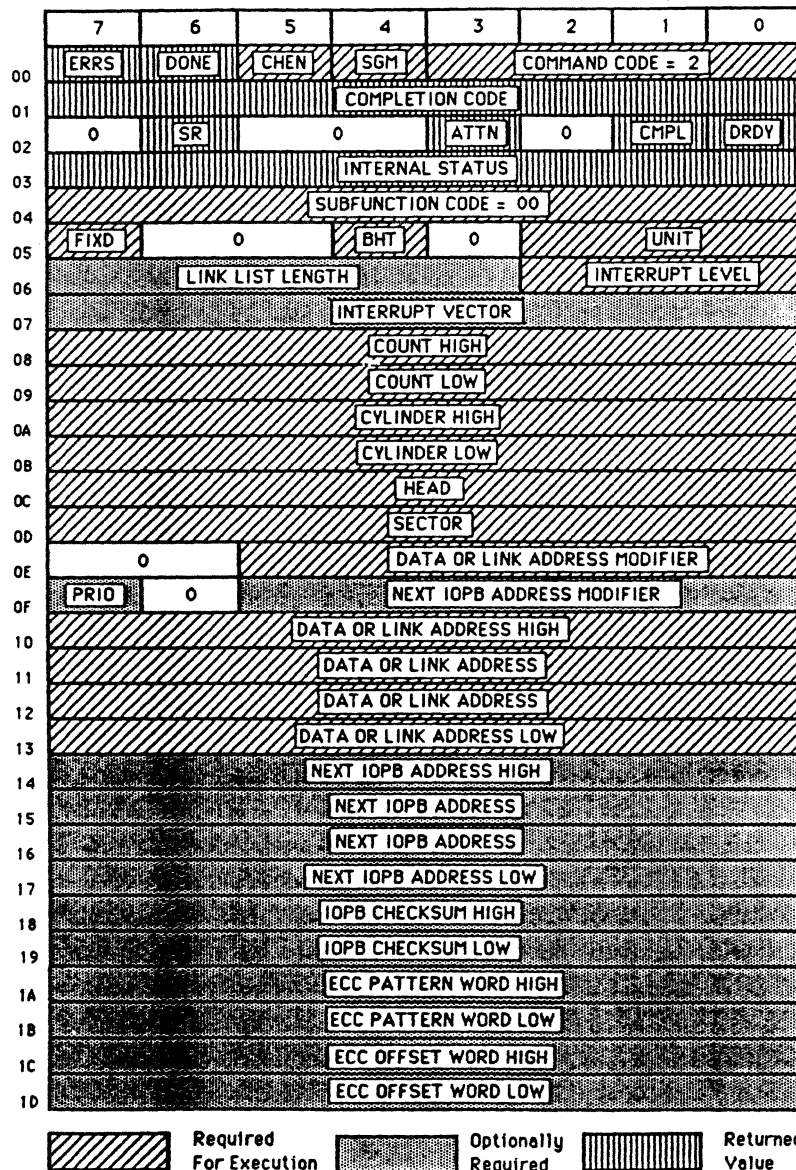 7 6 5 4 3 2 1 0
ERRS DONE CHEN SGM COMMAND CODE = 2
00
COMPLETION CODE
01
0 SR 0 ATTN 0 CMPL DRDY
02
INTERNAL STATUS
03
SUBFUNCTION CODE = 00
04
FIXD 0 BHT 0 UNIT
05
LINK LIST LENGTH INTERRUPT LEVEL
06
INTERRUPT VECTOR
07
COUNT HIGH
08
COUNT LOW
09
CYLINDER HIGH
0A
CYLINDER LOW
0B
HEAD
0C
SECTOR
0D
0 DATA OR LINK ADDRESS MODIFIER
0E
PRIO 0 NEXT IOPB ADDRESS MODIFIER
0F
DATA OR LINK ADDRESS HIGH
10
DATA OR LINK ADDRESS
11
DATA OR LINK ADDRESS
12
DATA OR LINK ADDRESS LOW
13
NEXT IOPB ADDRESS HIGH
14
NEXT IOPB ADDRESS
15
NEXT IOPB ADDRESS
16
NEXT IOPB ADDRESS LOW
17
IOPB CHECKSUM HIGH
18
IOPB CHECKSUM LOW
19
ECC PATTERN WORD HIGH
1A
ECC PATTERN WORD LOW
1B
ECC OFFSET WORD HIGH
1C
ECC OFFSET WORD LOW
1D
Required Optionally Returned
For Execution Required Value